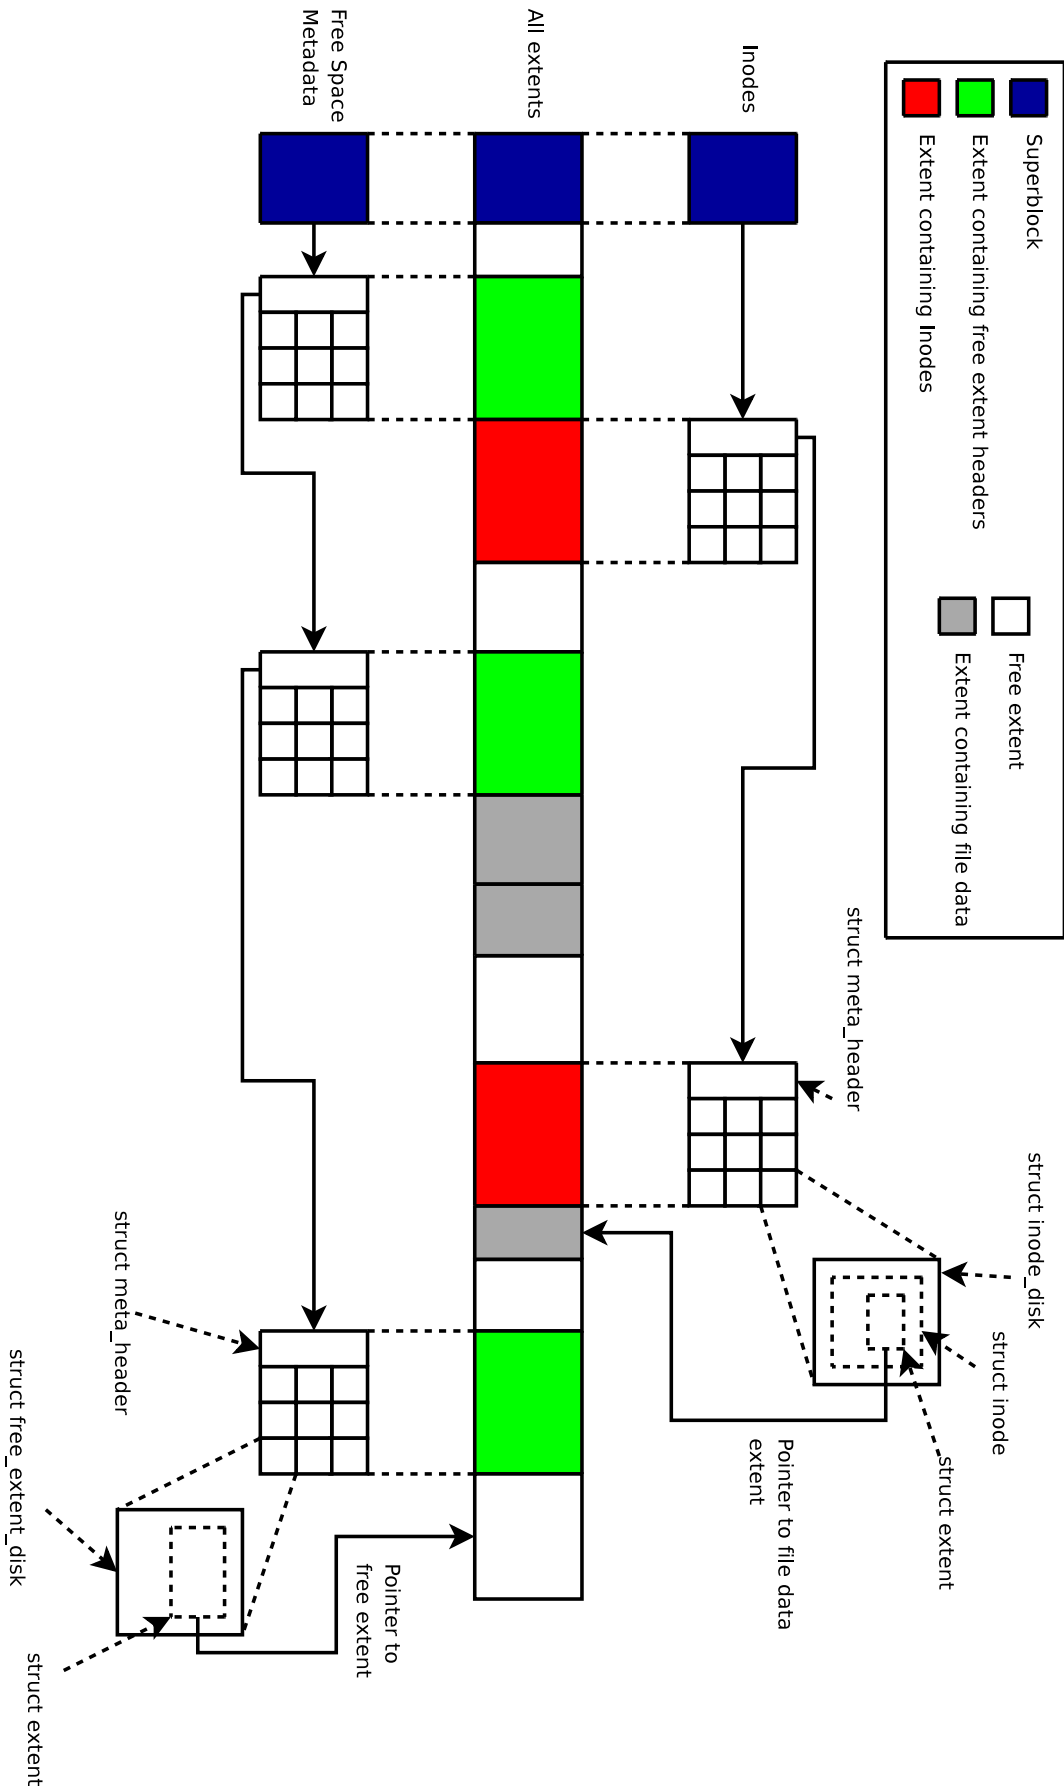 Superblock
Extent containing free extent headers
Extent containing Inodes
Free extent
Extent containing file data
struct inode_disk
struct inode
struct extent
struct meta_header
Inodes
Pointer to file data
extent
All extents
Pointer to
free extent
Free Space
Metadata
struct meta_header
struct extent
struct free_extent_disk